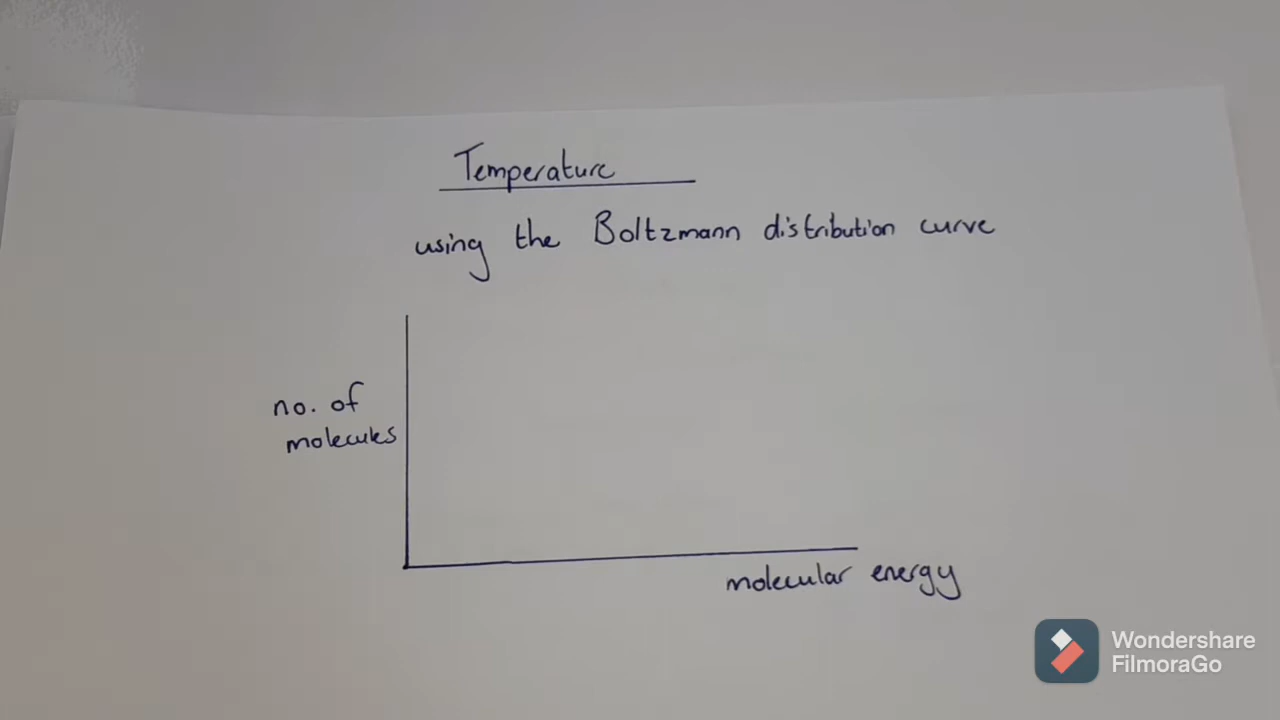 Temperature
using the Boltzmann distribution curve
no. of
molecules
molecular energy
Wondershare
FilmoraGo